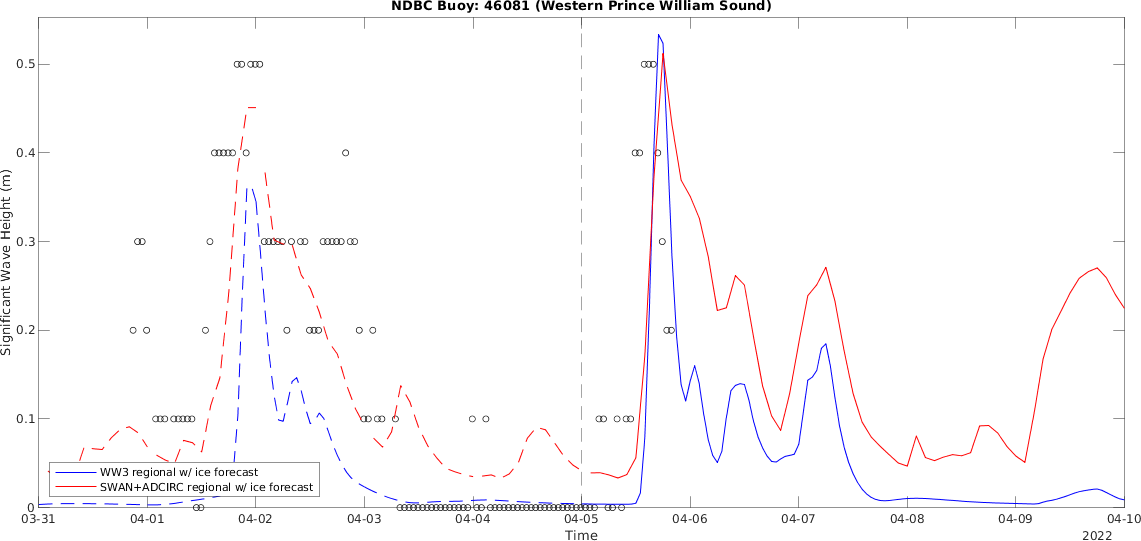 NDBC Buoy: 46081 (Western Prince William Sound)
Significant Wave Height (m)
0.5
0.4
0.3
0.2
0.1
0
WW3 regional w/ ice forecast
SWAN+ADCIRC regional w/ ice forecast
03-31 04-01 04-02 04-03 04-04 04-05 04-06 04-07 04-08 04-09 04-10
Time
2022